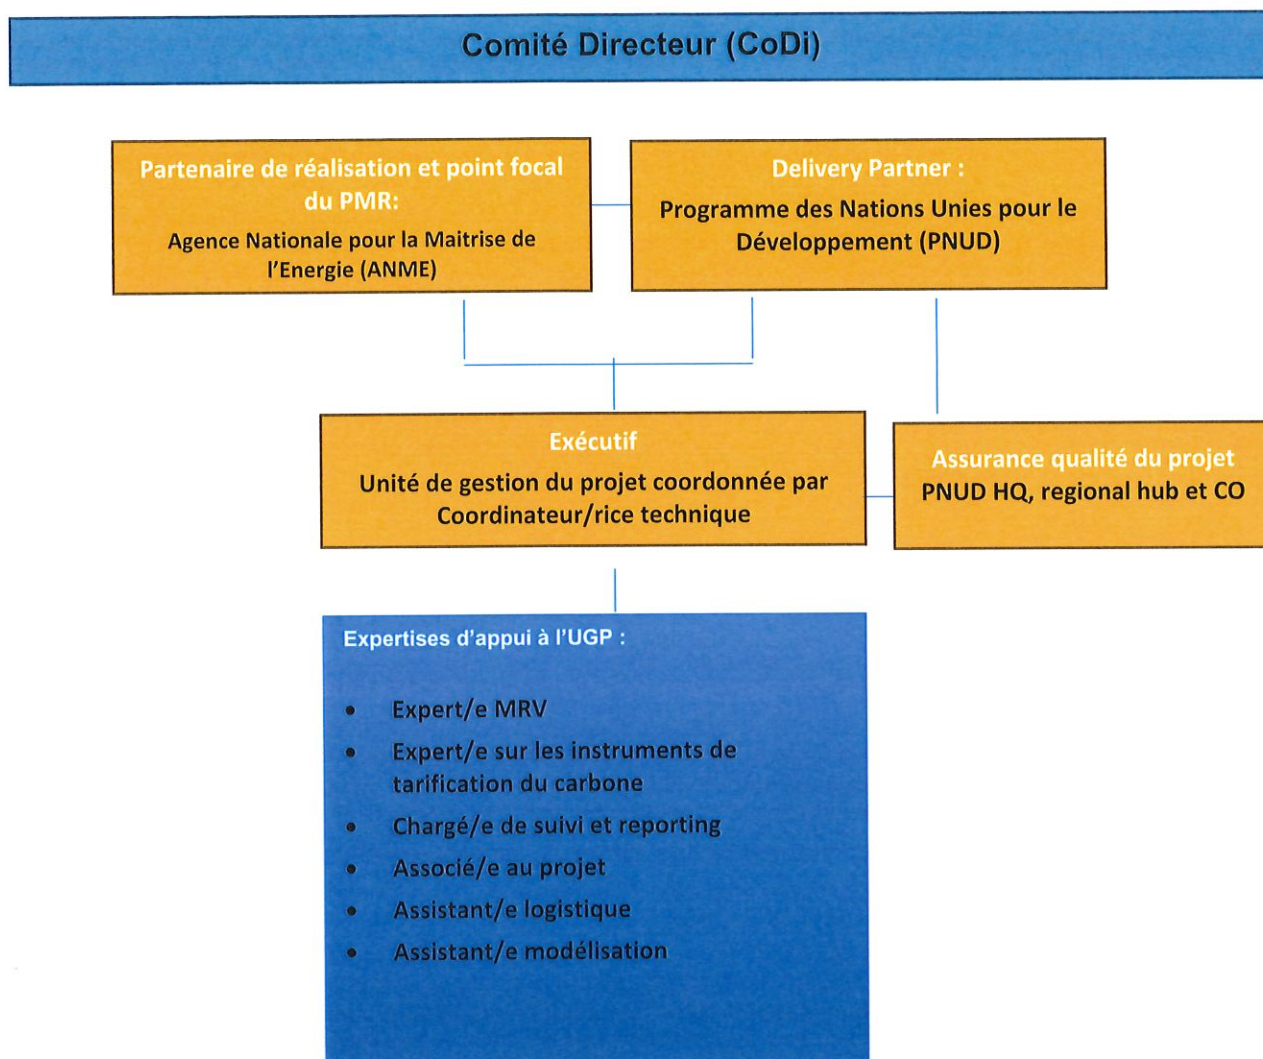 Comité Directeur (CoDi)
Partenaire de réalisation et point focal
du PMR:
Agence Nationale pour la Maitrise de
l'Energie (ANME)
Delivery Partner :
Programme des Nations Unies pour le
Développement (PNUD)
Exécutif
Unité de gestion du projet coordonnée par
Coordinateur/rice technique
Assurance qualité du projet
PNUD HQ, regional hub et CO
Expertises d'appui à l'UGP :
• Expert/e MRV
• Expert/e sur les instruments de
tarification du carbone
• Chargé/e de suivi et reporting
• Associé/e au projet
• Assistant/e logistique
• Assistant/e modélisation